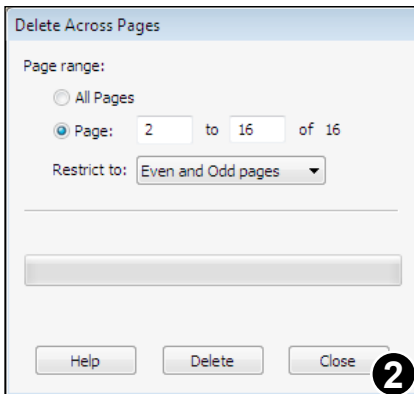 Delete Across Pages
Page range:
All Pages
Page: 2 to 16 of 16
Restrict to: Even and Odd pages
Help Delete Close
2